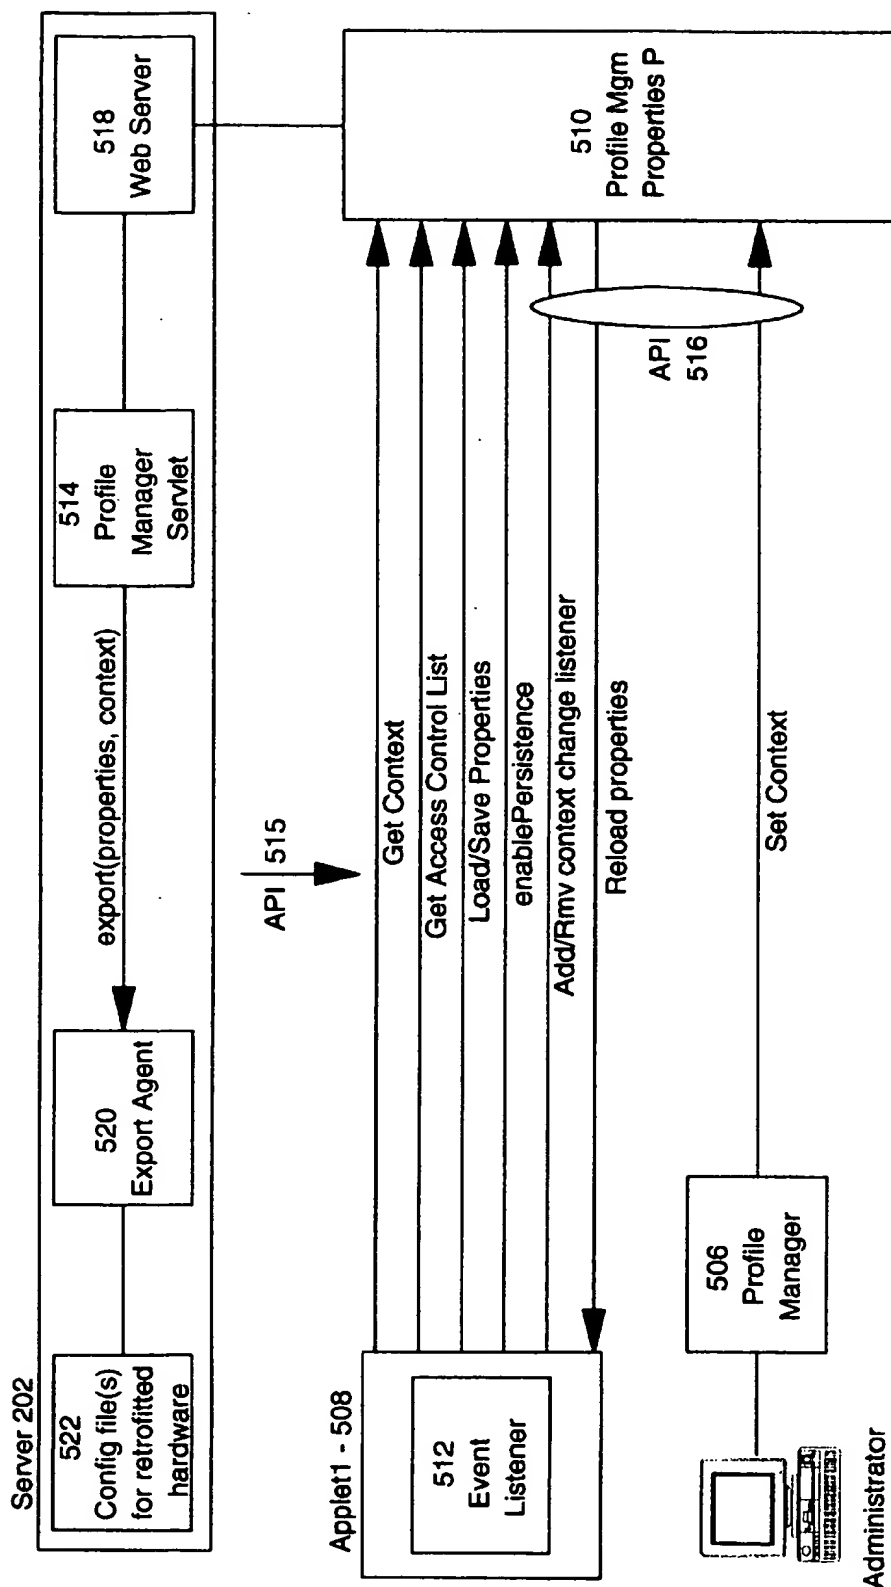 Server 202
522
Config file(s)
for retrofitted
hardware
520
Export Agent
export(properties, context)
514
Profile
Manager
Servlet
518
Web Server
API 515
Applet1 - 508
512
Event
Listener
Get Context
Get Access Control List
Load/Save Properties
enablePersistence
Add/Rmv context change listener
Reload properties
API
516
510
Profile Mgm
Properties P
506
Profile
Manager
Set Context
Administrator